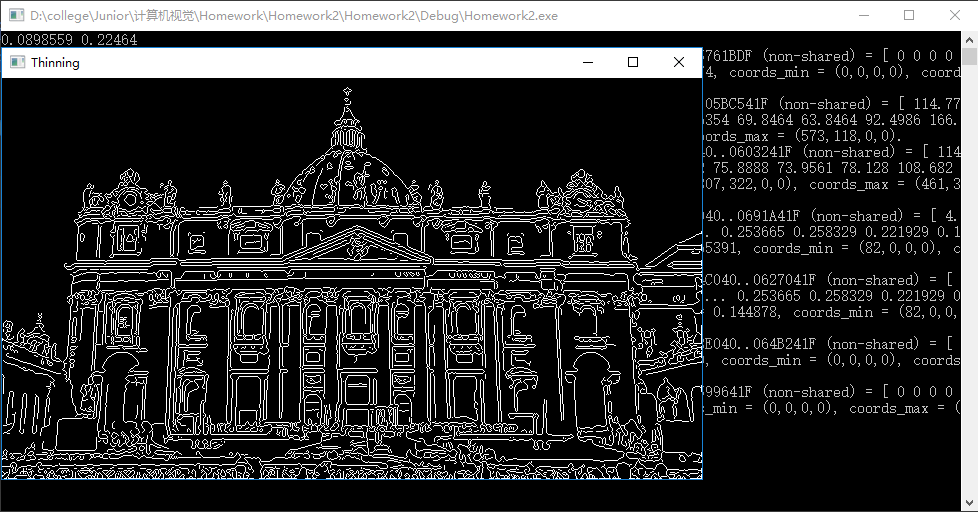 D:\college\Junior\计算机视觉\Homework\Homework2\Homework2\Debug\Homework2.exe
0.0898559 0.22464
Thinning
6761BDF (non-shared) = [ 0 0 0 0
4, coords_min = (0,0,0,0), coord
05BC541F (non-shared) = [ 114.77
6354 69.8464 63.8464 92.4986 166.
ords_max = (573,118,0,0).
40..0603241F (non-shared) = [ 114
2 75.8888 73.9561 78.128 108.682
307,322,0,0), coords_max = (461,3
040..0691A41F (non-shared) = [ 4.
.. 0.253665 0.258329 0.221929 0.1
5391, coords_min = (82,0,0,0), c
C040..0627041F (non-shared) = [
... 0.253665 0.258329 0.221929 0
0.144878, coords_min = (82,0,0,
E040..064B241F (non-shared) = [
, coords_min = (0,0,0,0), coords
99641F (non-shared) = [ 0 0 0 0
_min = (0,0,0,0), coords_max = (